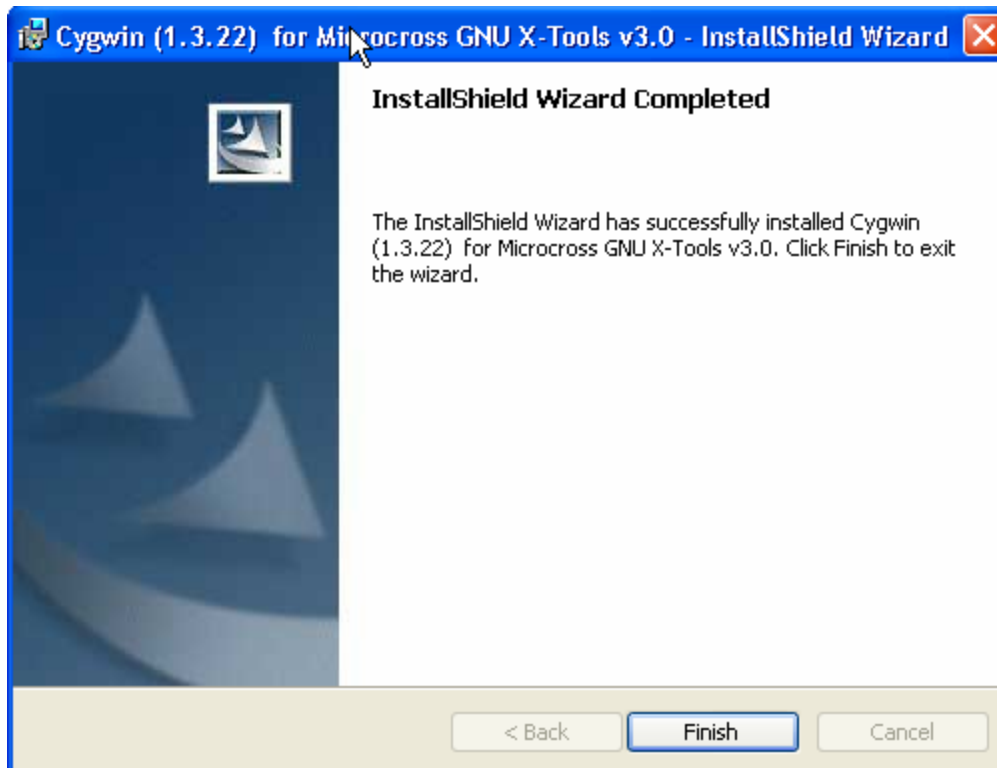 Cygwin (1.3.22)  for Microcross GNU X-Tools v3.0 - InstallShield Wizard
InstallShield Wizard Completed
The InstallShield Wizard has successfully installed Cygwin
(1.3.22)  for Microcross GNU X-Tools v3.0. Click Finish to exit
the wizard.
< Back Finish Cancel